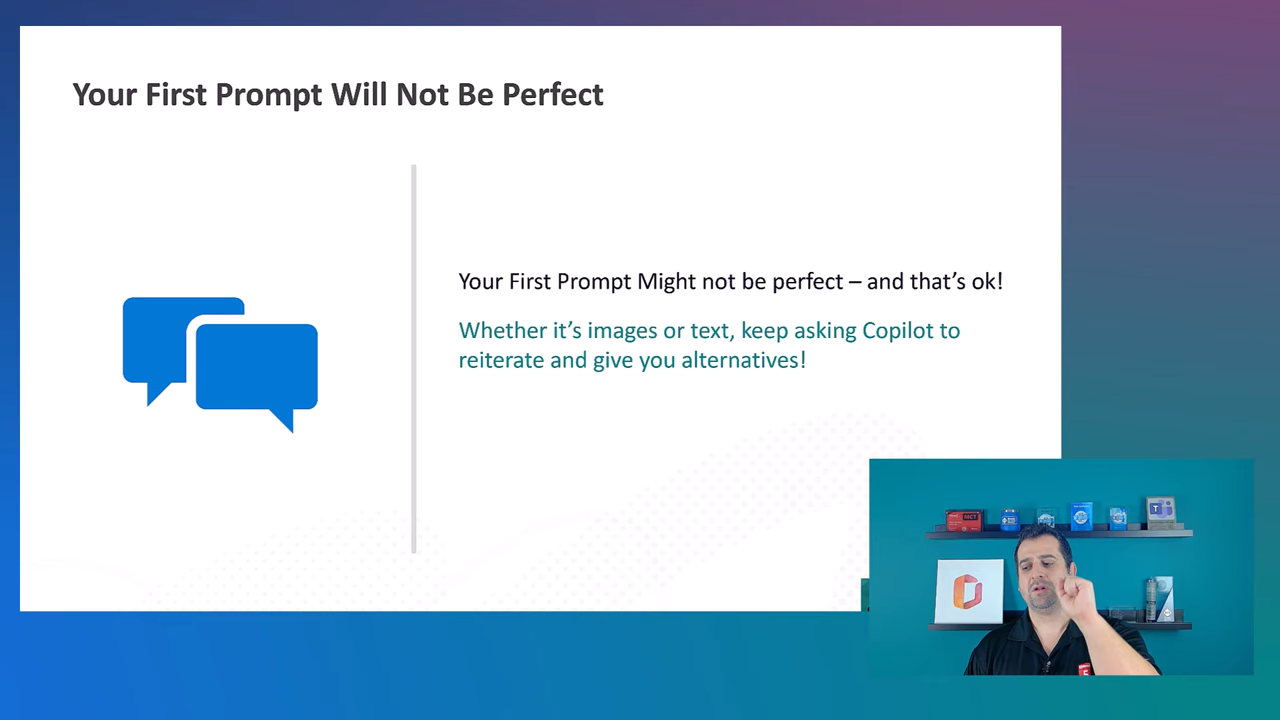 Your First Prompt Will Not Be Perfect
Your First Prompt Might not be perfect – and that's ok!
Whether it's images or text, keep asking Copilot to
reiterate and give you alternatives!
MCT